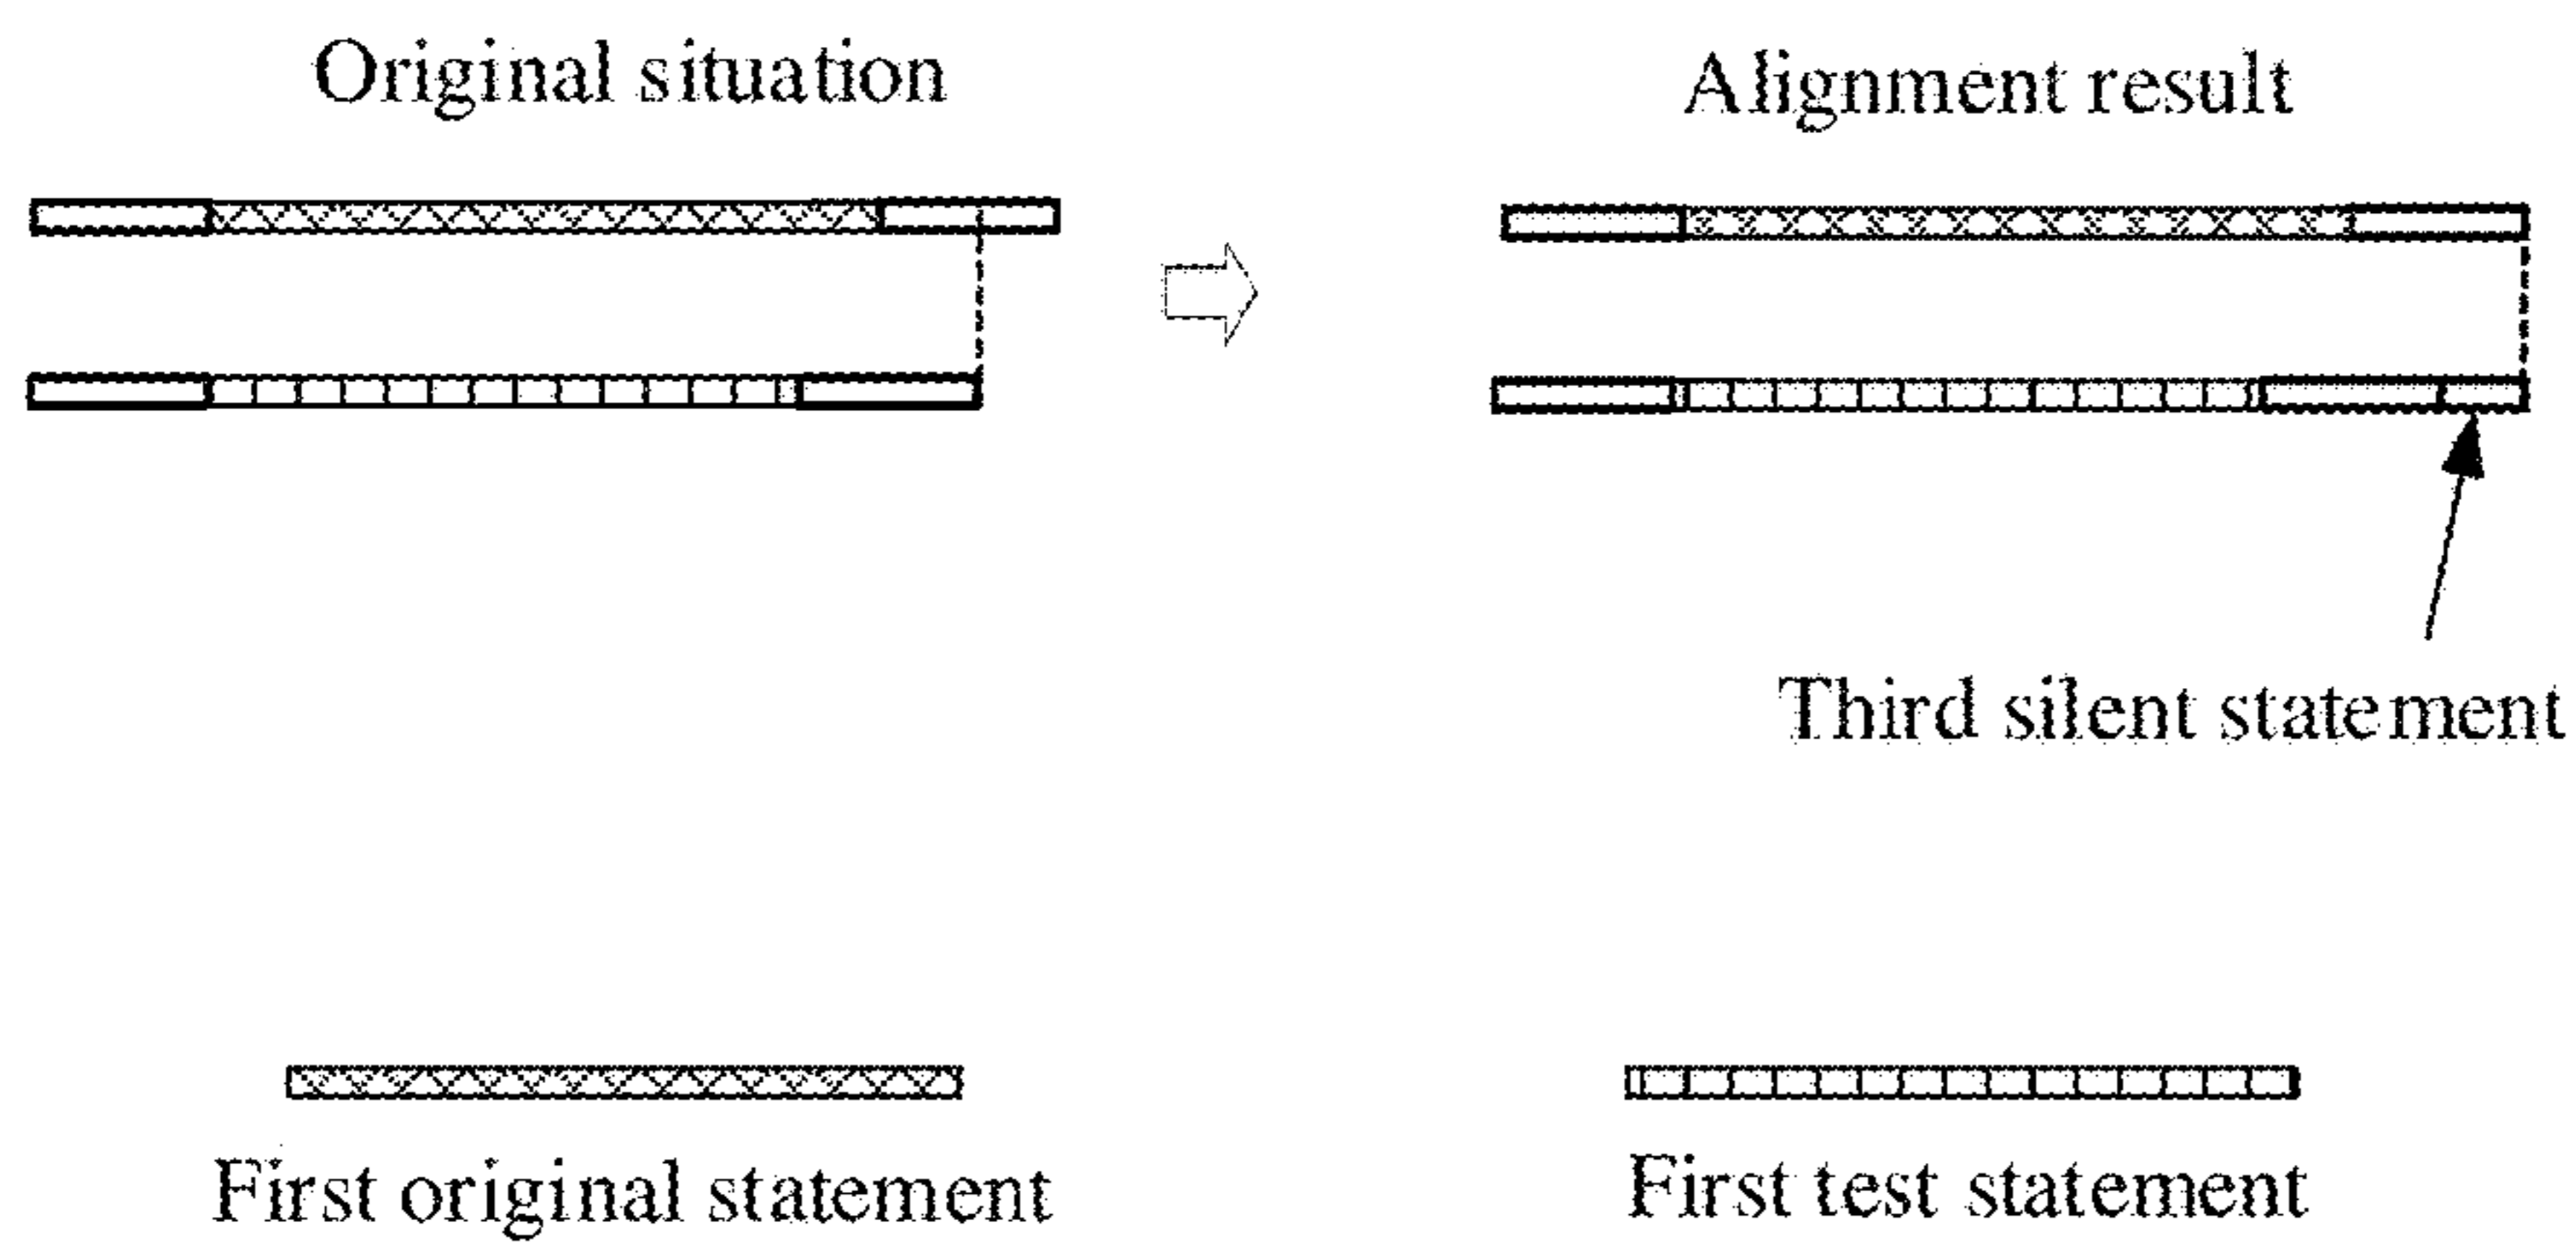 Original situation
Alignment result
Third silent statement
First original statement
First test statement